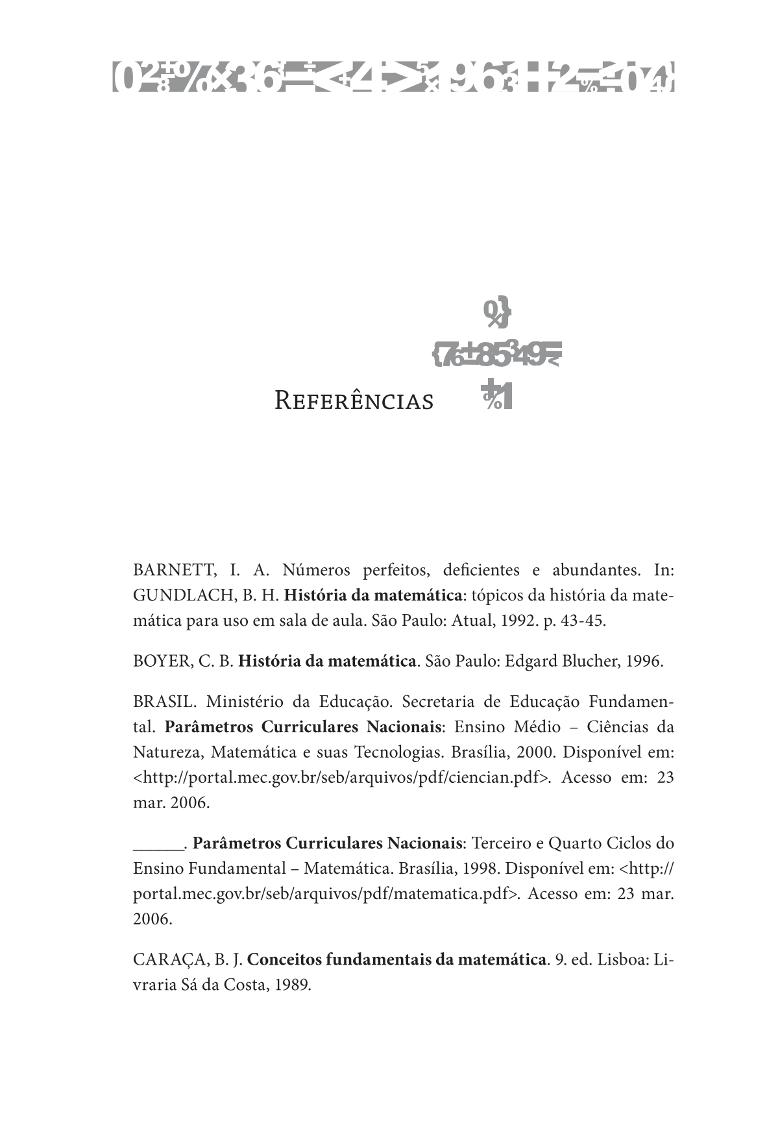 Referências
BARNETT, I. A. Números perfeitos, deficientes e abundantes. In:
GUNDLACH, B. H. História da matemática: tópicos da história da mate-
mática para uso em sala de aula. São Paulo: Atual, 1992. p. 43-45.
BOYER, C. B. História da matemática. São Paulo: Edgard Blucher, 1996.
BRASIL. Ministério da Educação. Secretaria de Educação Fundamen-
tal. Parâmetros Curriculares Nacionais: Ensino Médio – Ciências da
Natureza, Matemática e suas Tecnologias. Brasília, 2000. Disponível em:
<http://portal.mec.gov.br/seb/arquivos/pdf/ciencian.pdf>. Acesso em: 23
mar. 2006.
______. Parâmetros Curriculares Nacionais: Terceiro e Quarto Ciclos do
Ensino Fundamental – Matemática. Brasília, 1998. Disponível em: <http://
portal.mec.gov.br/seb/arquivos/pdf/matematica.pdf>. Acesso em: 23 mar.
2006.
CARAÇA, B. J. Conceitos fundamentais da matemática. 9. ed. Lisboa: Li-
vraria Sá da Costa, 1989.